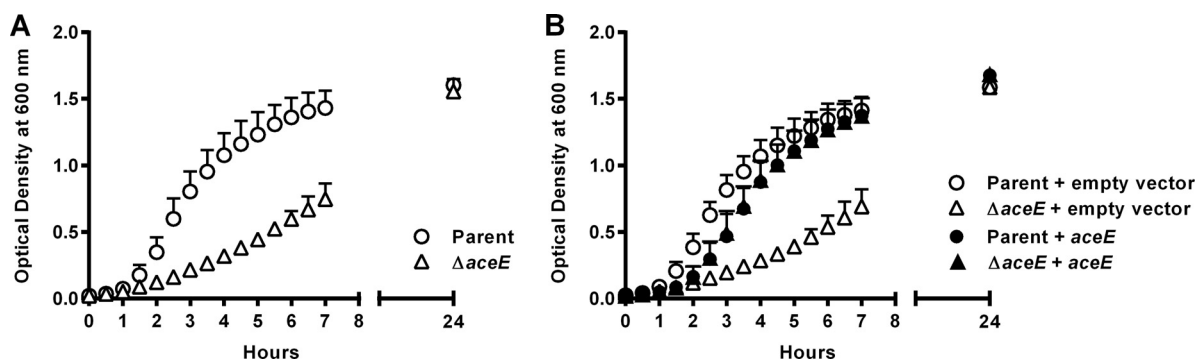 A
Optical Density at 600 nm
2.0
1.5
1.0
0.5
0.0
0 1 2 3 4 5 6 7 8 24
Hours
Parent
ΔaceE
B
Optical Density at 600 nm
2.0
1.5
1.0
0.5
0.0
0 1 2 3 4 5 6 7 8 24
Hours
Parent + empty vector
ΔaceE + empty vector
Parent + aceE
ΔaceE + aceE